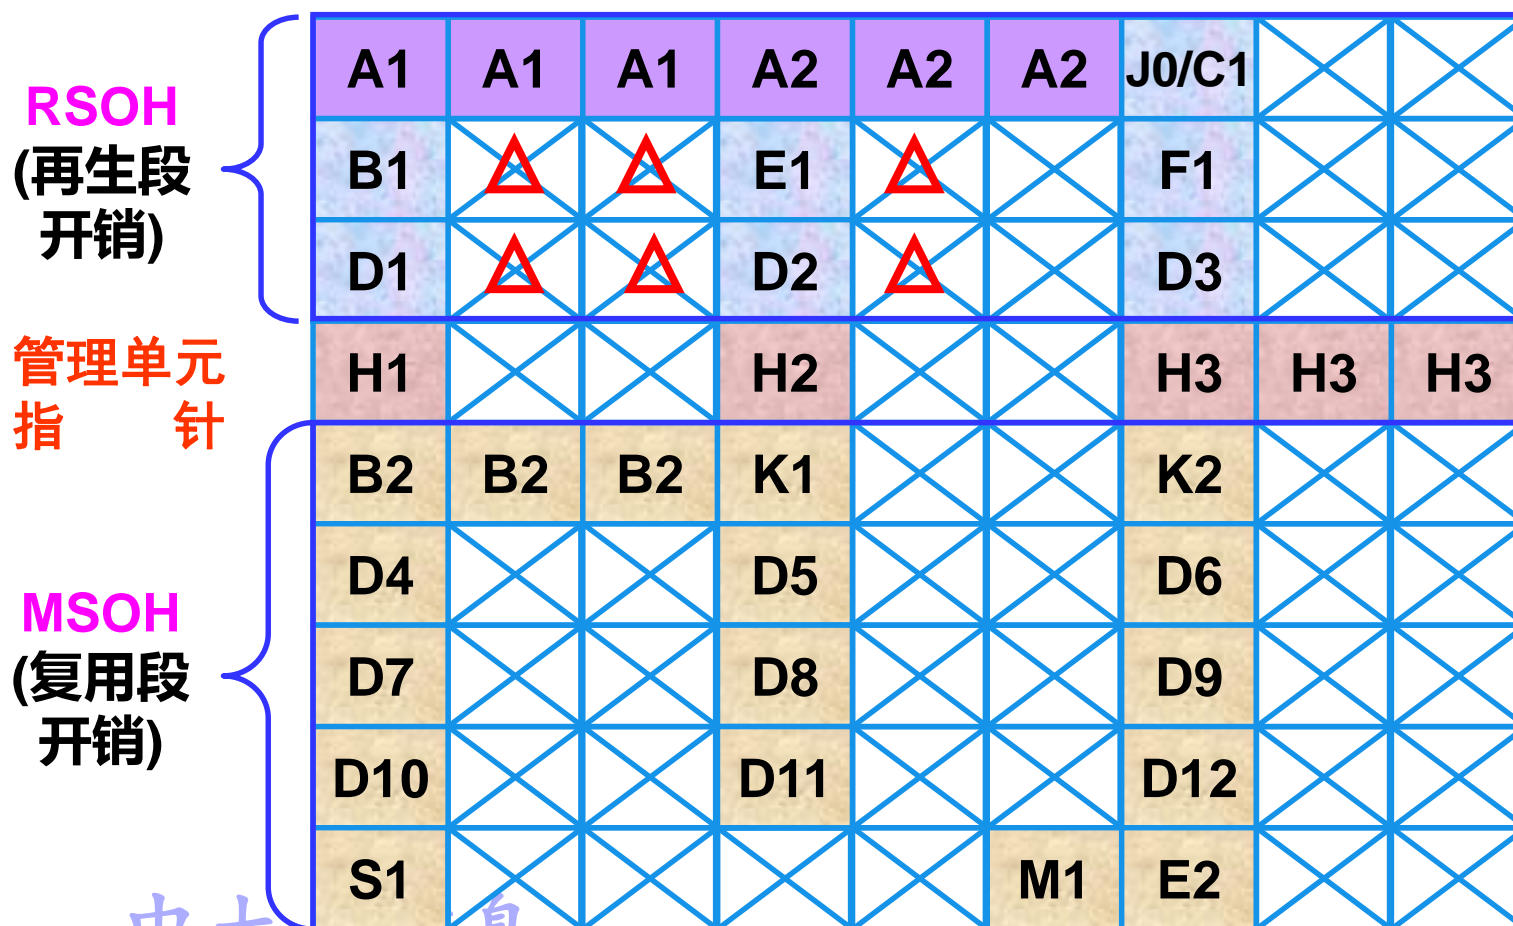 A1 A1 A1 A2 A2 A2 J0/C1
RSOH
(再生段
开销)
B1 E1 F1
D1 D2 D3
管理单元
指 针
H1 H2 H3 H3 H3
B2 B2 B2 K1 K2
D4 D5 D6
MSOH
(复用段
开销)
D7 D8 D9
D10 D11 D12
S1 M1 E2